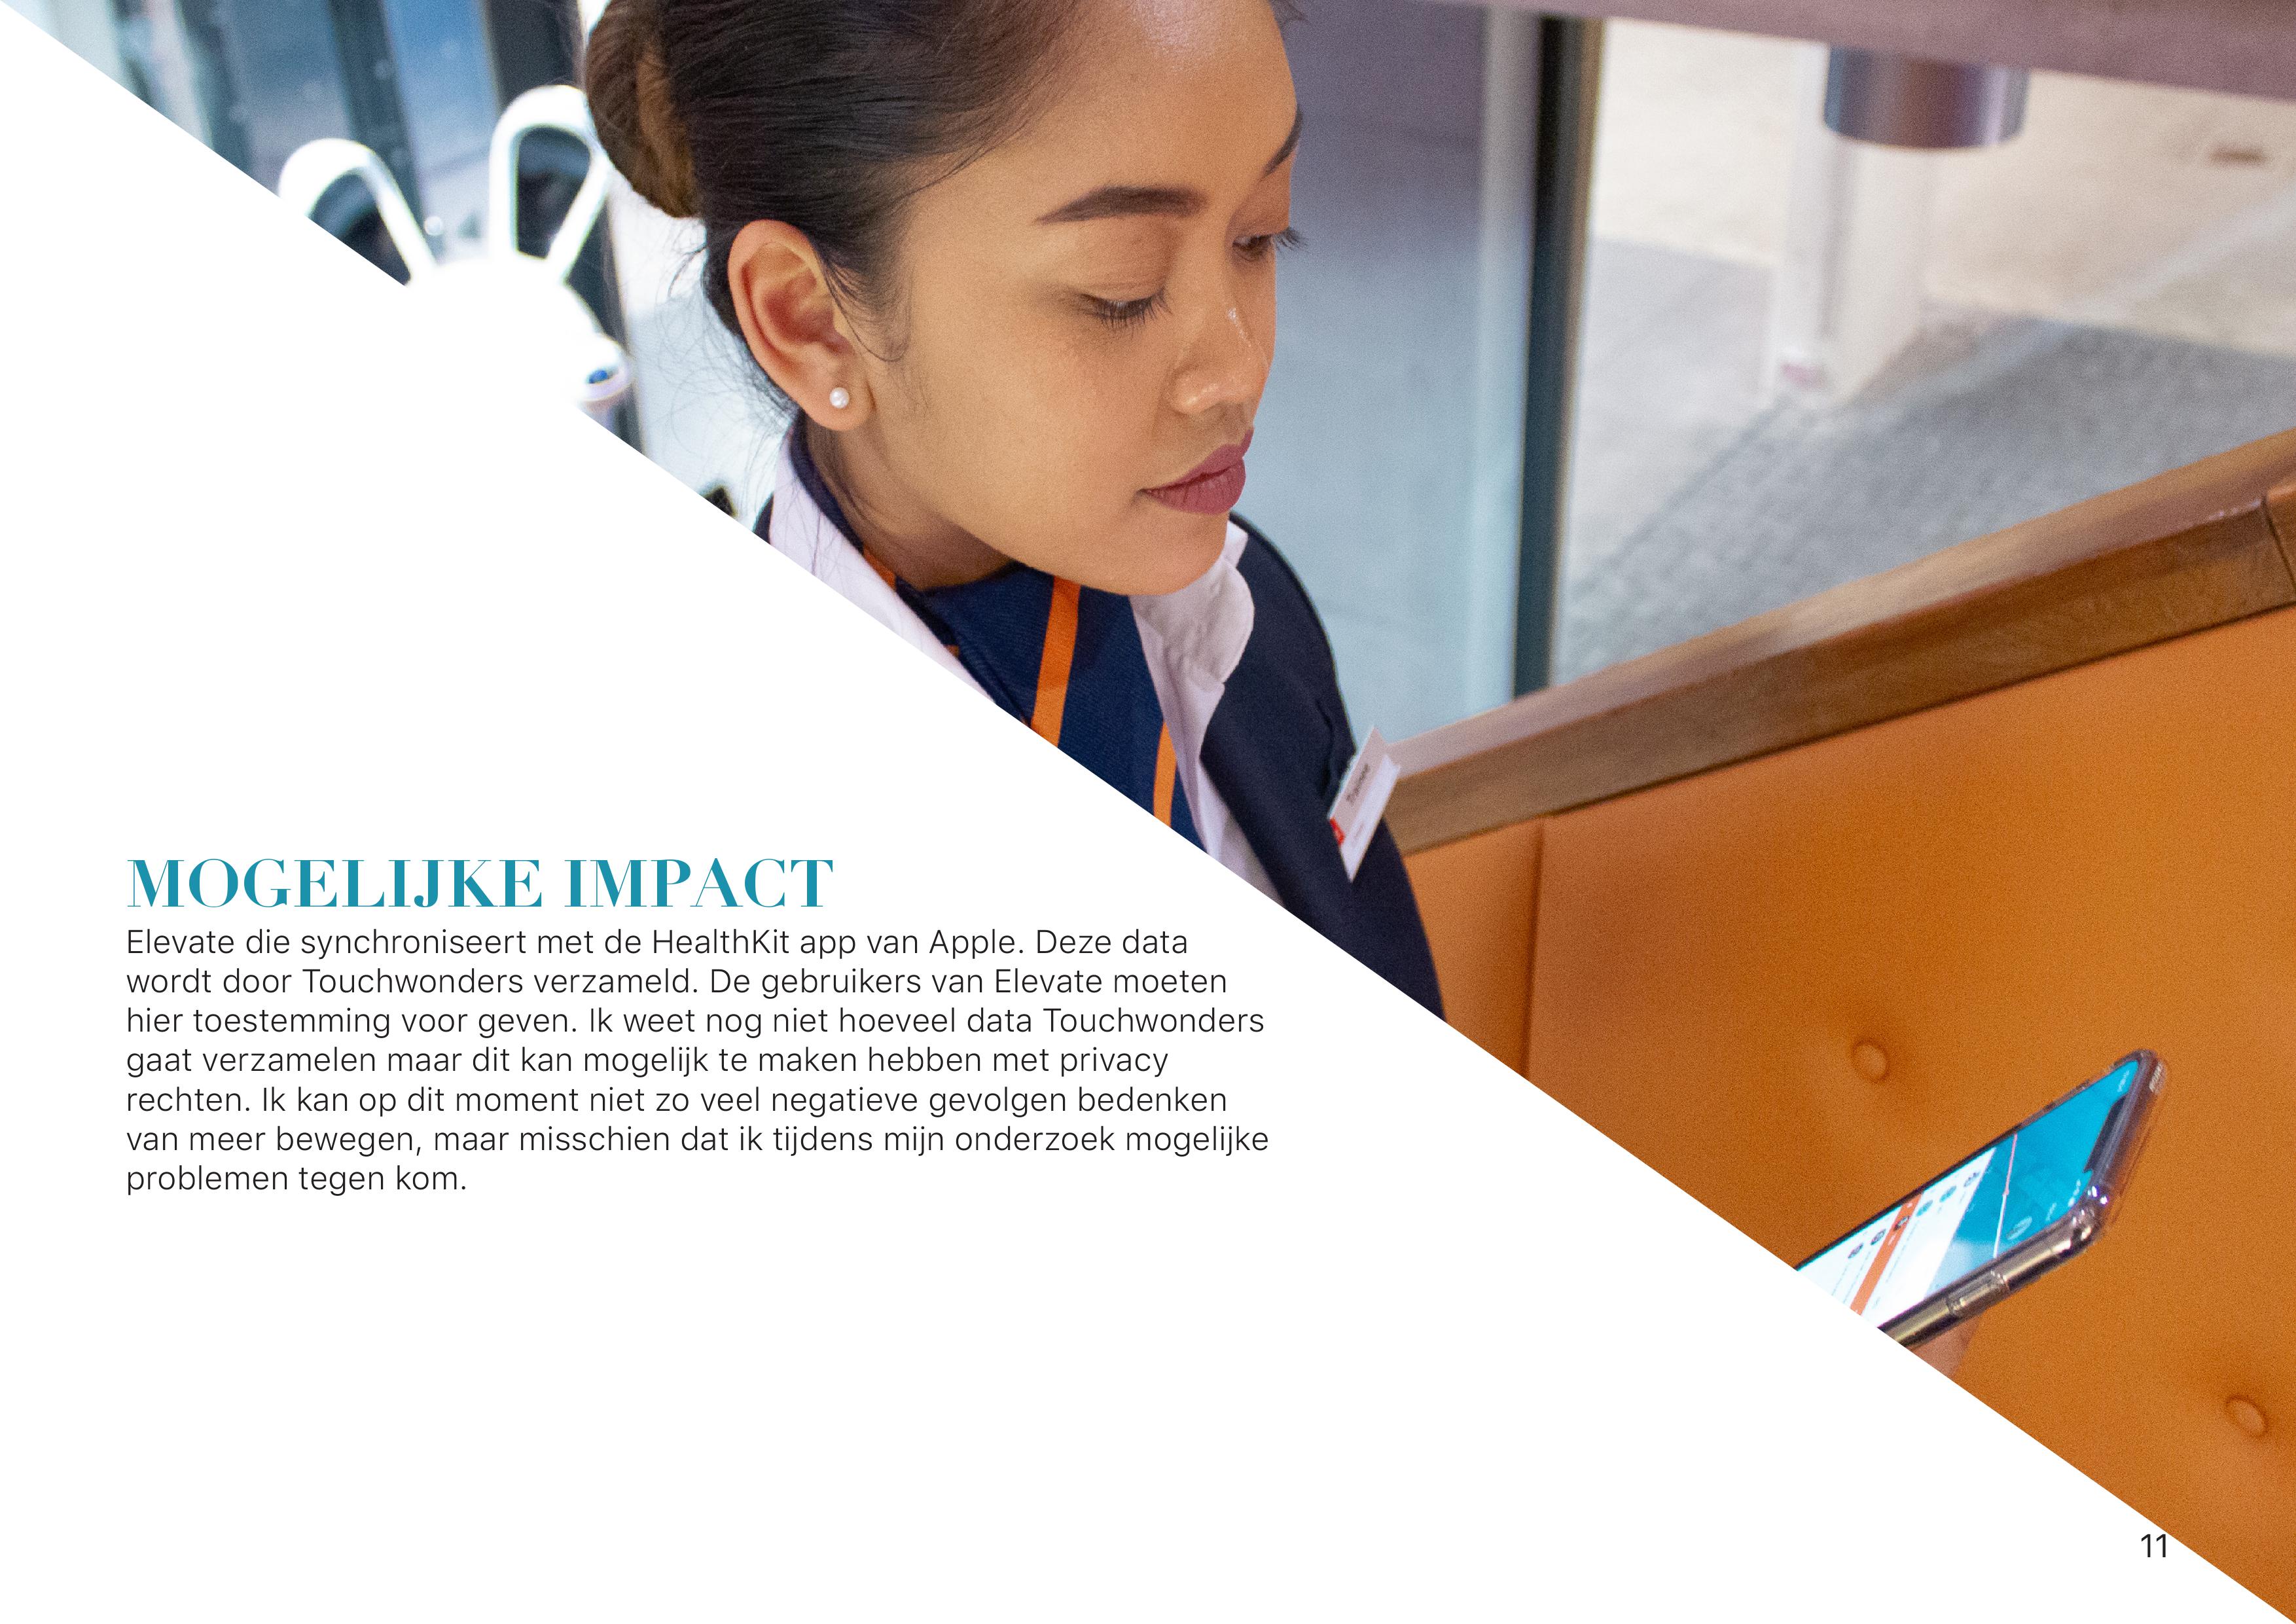 Trainee
MOGELIJKE IMPACT
Elevate die synchroniseert met de HealthKit app van Apple. Deze data
wordt door Touchwonders verzameld. De gebruikers van Elevate moeten
hier toestemming voor geven. Ik weet nog niet hoeveel data Touchwonders
gaat verzamelen maar dit kan mogelijk te maken hebben met privacy
rechten. Ik kan op dit moment niet zo veel negatieve gevolgen bedenken
van meer bewegen, maar misschien dat ik tijdens mijn onderzoek mogelijke
problemen tegen kom.
11